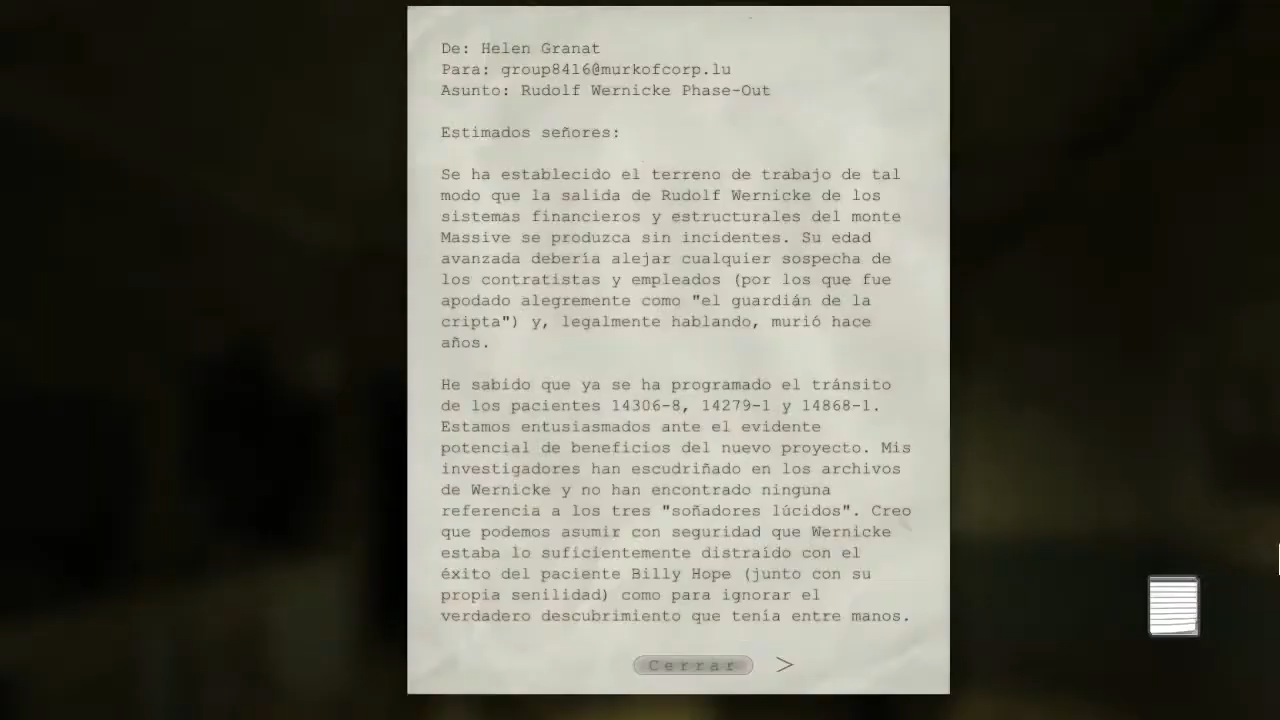 De: Helen Granat
Para: group8416@murkofcorp.lu
Asunto: Rudolf Wernicke Phase-Out
Estimados señores:
Se ha establecido el terreno de trabajo de tal
modo que la salida de Rudolf Wernicke de los
sistemas financieros y estructurales del monte
Massive se produzca sin incidentes. Su edad
avanzada debería alejar cualquier sospecha de
los contratistas y empleados (por los que fue
apodado alegremente como "el guardián de la
cripta") y, legalmente hablando, murió hace
años.
He sabido que ya se ha programado el tránsito
de los pacientes 14306-8, 14279-1 y 14868-1.
Estamos entusiasmados ante el evidente
potencial de beneficios del nuevo proyecto. Mis
investigadores han escudriñado en los archivos
de Wernicke y no han encontrado ninguna
referencia a los tres "soñadores lúcidos". Creo
que podemos asumir con seguridad que Wernicke
estaba lo suficientemente distraído con el
éxito del paciente Billy Hope (junto con su
propia senilidad) como para ignorar el
verdadero descubrimiento que tenía entre manos.
Cerrar >